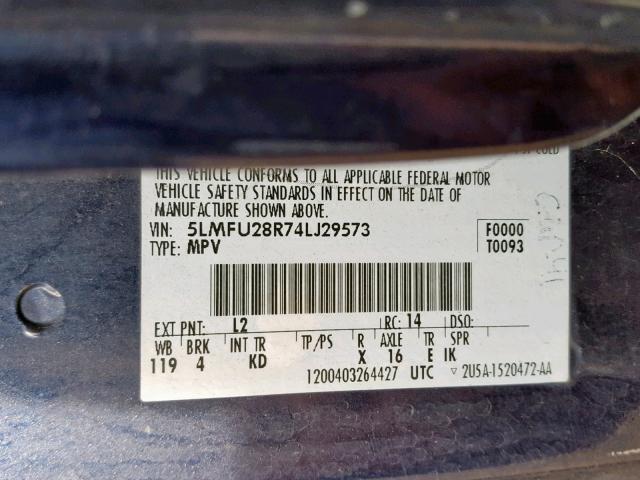 THIS VEHICLE CONFORMS TO ALL APPLICABLE FEDERAL MOTOR
VEHICLE SAFETY STANDARDS IN EFFECT ON THE DATE OF
MANUFACTURE SHOWN ABOVE.
VIN: 5LMFU28R74LJ29573 F0000
TYPE: MPV T0093
EXT PNT: L2 RC: 14 DSO:
WB BRK INT TR TP/PS R AXLE TR SPR
119 4 KD X 16 E IK
1200403264427 UTC ▽ 2U5A-1520472-AA